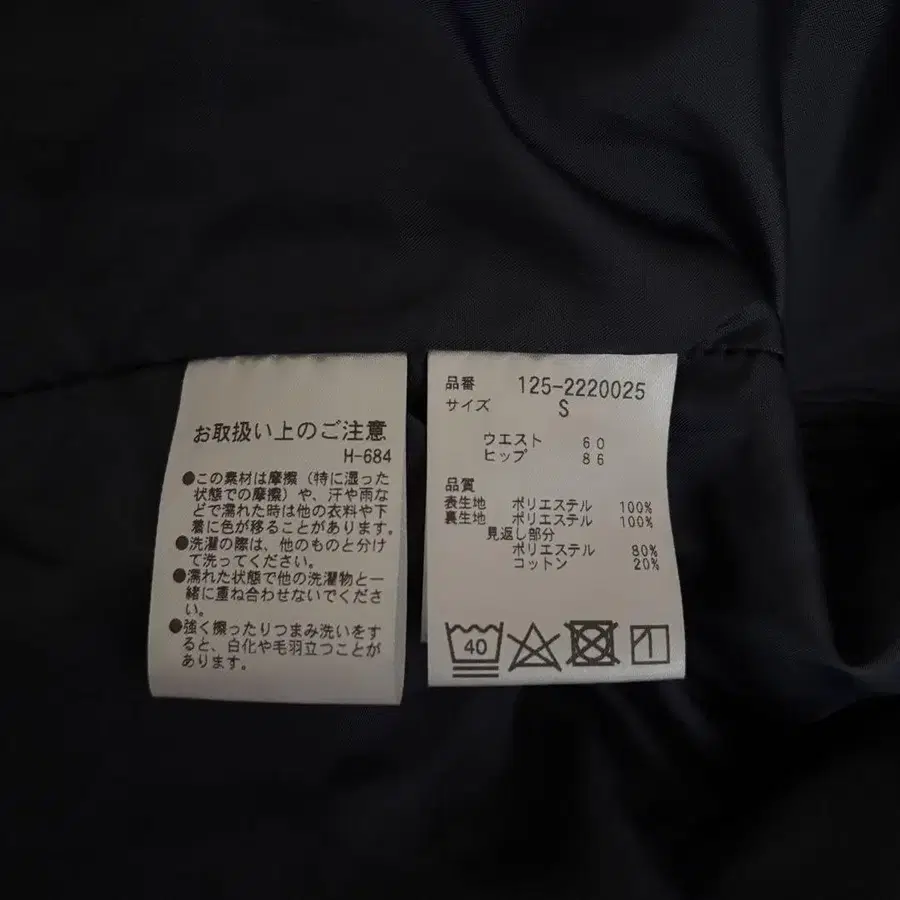 お取扱い上のご注意
H-684
●この素材は摩擦（特に湿った
状態での摩擦）や、汗や雨な
どで濡れた時は他の衣料や下
着に色が移ることがあります。
●洗濯の際は、他のものと分け
て洗ってください。
●濡れた状態で他の洗濯物と一
緒に重ね合わせないでくださ
い。
●強く擦ったりつまみ洗いをす
ると、白化や毛羽立つことが
あります。
品番 125-2220025
サイズ S
ウエスト 60
ヒップ 86
品質
表生地 ポリエステル 100%
裏生地 ポリエステル 100%
見返し部分
ポリエステル 80%
コットン 20%
40